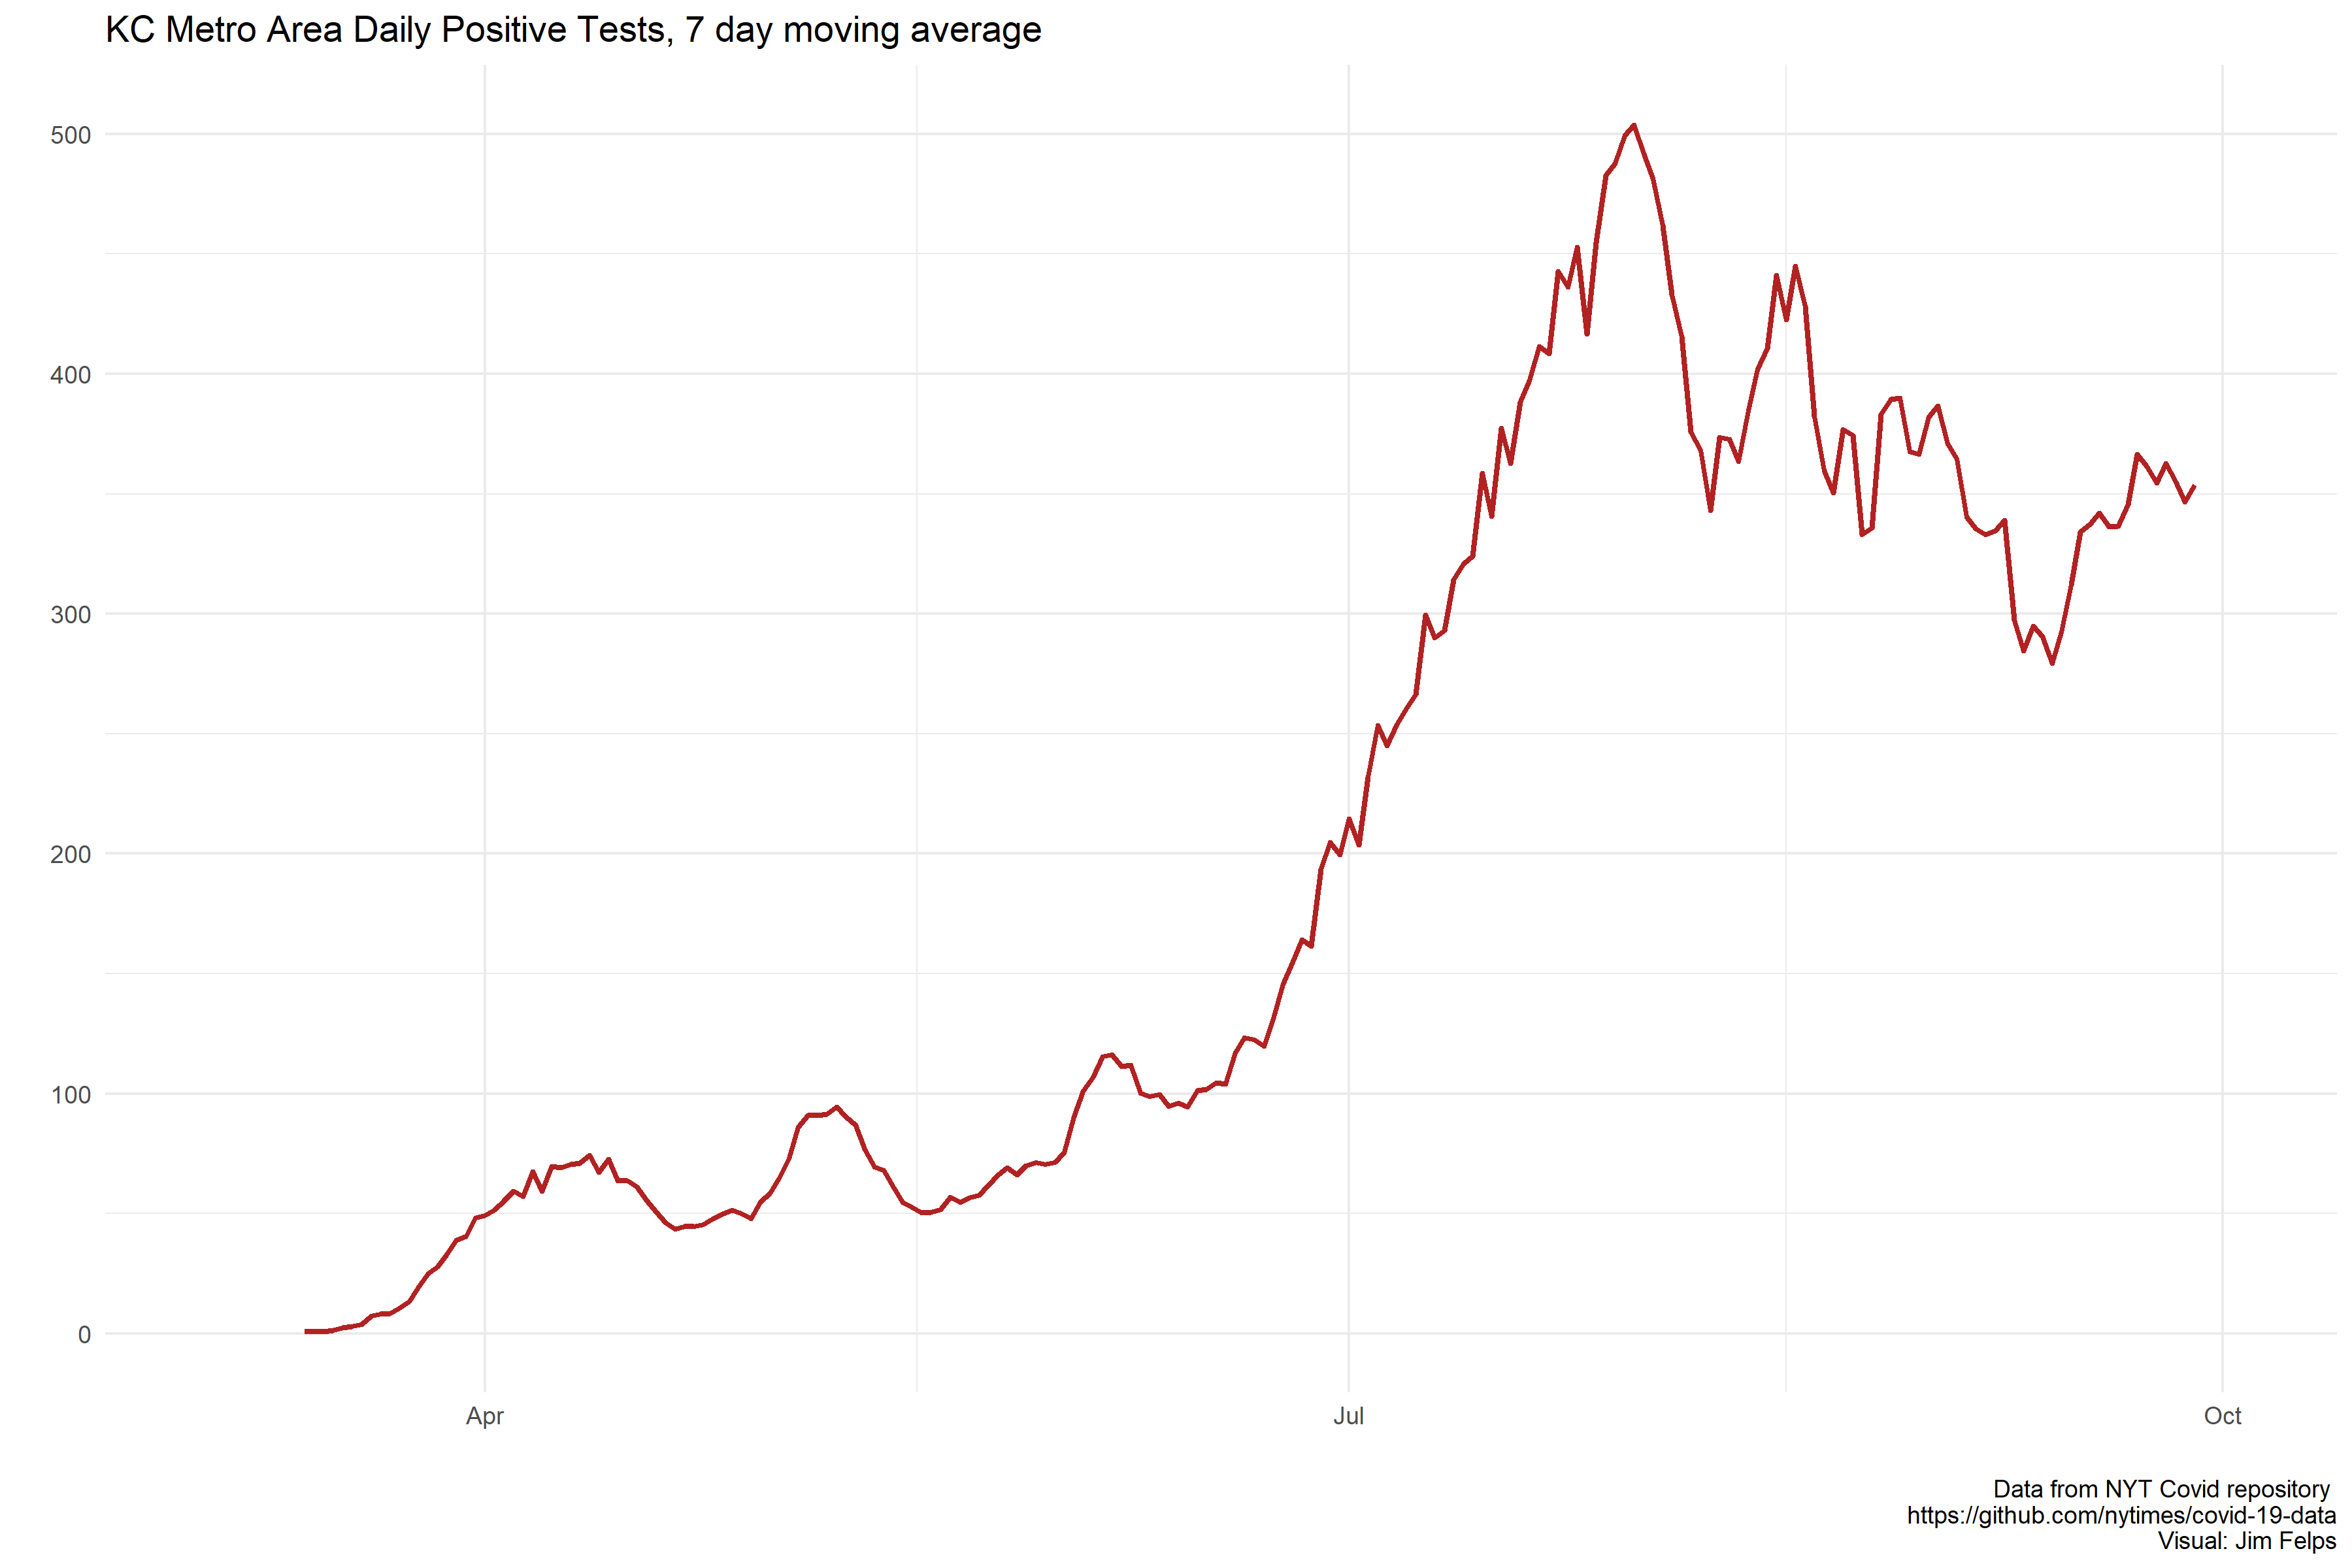 KC Metro Area Daily Positive Tests, 7 day moving average
500
400
300
200
100
0
Apr Jul Oct
Data from NYT Covid repository
https://github.com/nytimes/covid-19-data
Visual: Jim Felps